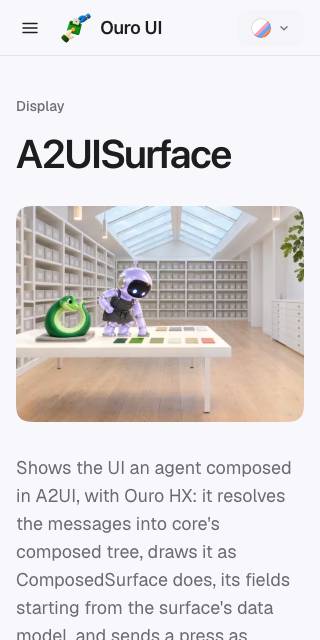 Ouro UI
Display
A2UISurface
Shows the UI an agent composed
in A2UI, with Ouro HX: it resolves
the messages into core's
composed tree, draws it as
ComposedSurface does, its fields
starting from the surface's data
model, and sends a press as